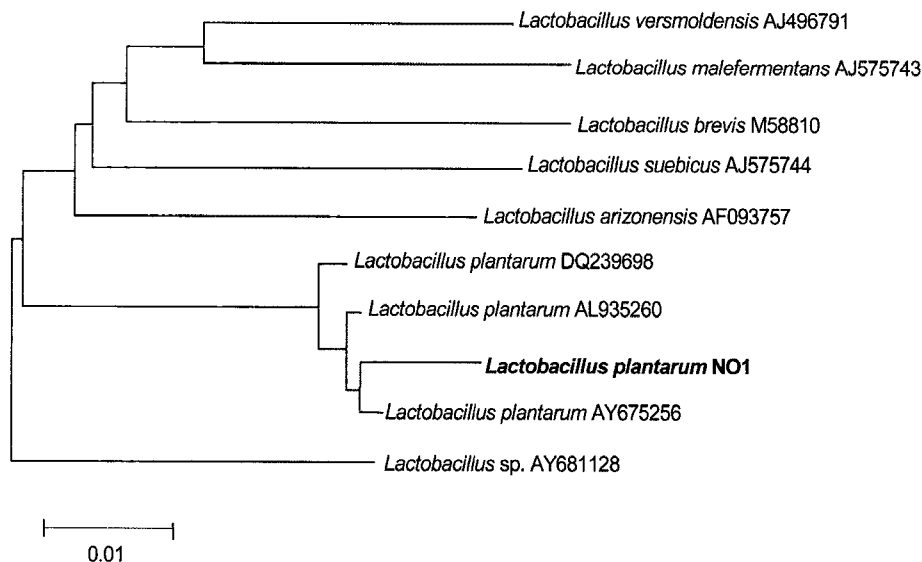 Lactobacillus versmoldensis AJ496791
Lactobacillus malefermentans AJ575743
Lactobacillus brevis M58810
Lactobacillus suebicus AJ575744
Lactobacillus arizonensis AF093757
Lactobacillus plantarum DQ239698
Lactobacillus plantarum AL935260
Lactobacillus plantarum NO1
Lactobacillus plantarum AY675256
Lactobacillus sp. AY681128
0.01